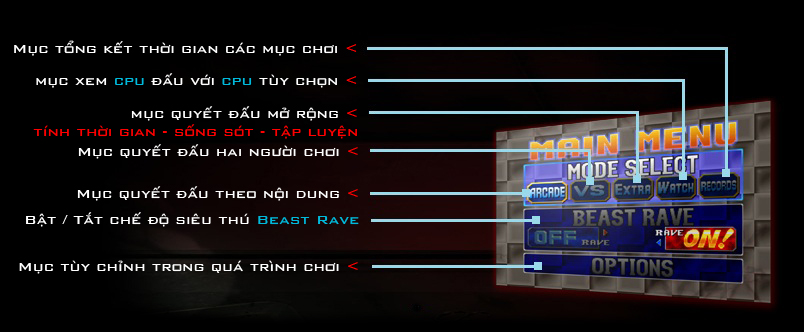 MỤC TỔNG KẾT THỜI GIAN CÁC MỤC CHƠI <
MỤC XEM CPU ĐẤU VỚI CPU TÙY CHỌN <
MỤC QUYẾT ĐẤU MỞ RỘNG <
TÍNH THỜI GIAN - SỐNG SÓT - TẬP LUYỆN
MỤC QUYẾT ĐẤU HAI NGƯỜI CHƠI <
MỤC QUYẾT ĐẤU THEO NỘI DUNG <
BẬT / TẮT CHẾ ĐỘ SIÊU THÚ BEAST RAVE
MỤC TÙY CHỈNH TRONG QUÁ TRÌNH CHƠI <
MAIN MENU
MODE SELECT
ARCADE VS EXTRA WATCH RECORDS
BEAST RAVE
OFF RAVE RAVE ON!
OPTIONS